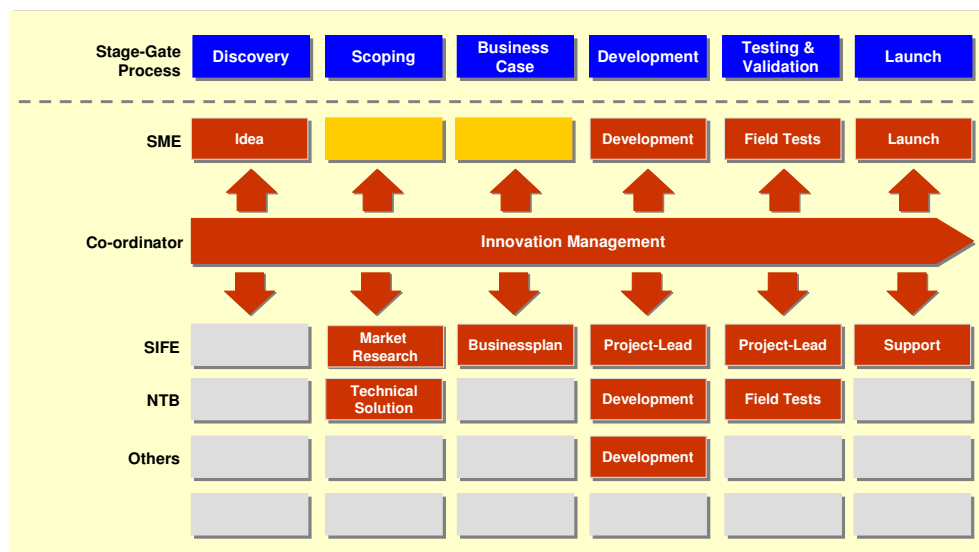 Stage-Gate
Process
Discovery
Scoping
Business
Case
Development
Testing &
Validation
Launch
SME
Idea
Development
Field Tests
Launch
Co-ordinator
Innovation Management
SIFE
Market
Research
Businessplan
Project-Lead
Project-Lead
Support
NTB
Technical
Solution
Development
Field Tests
Others
Development